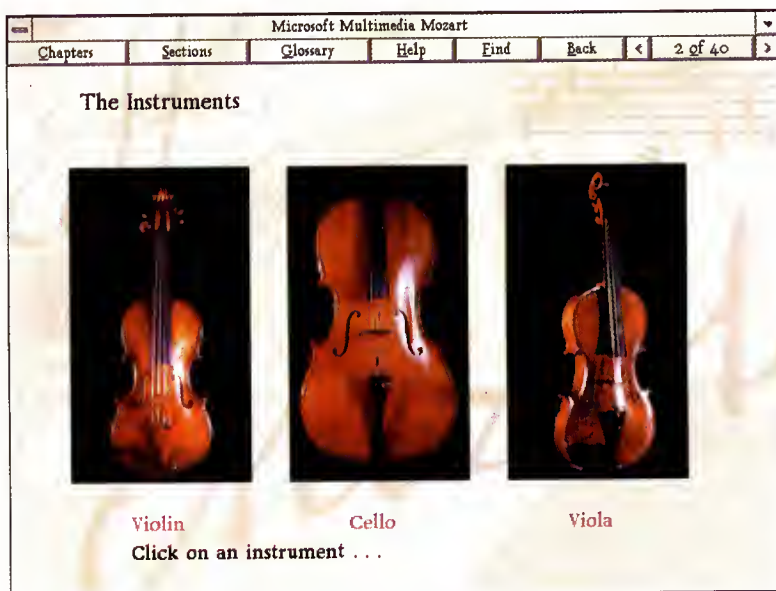 Microsoft Multimedia Mozart
Chapters Sections Glossary Help Find Back < 2 of 40 >
The Instruments
Violin Cello Viola
Click on an instrument . . .